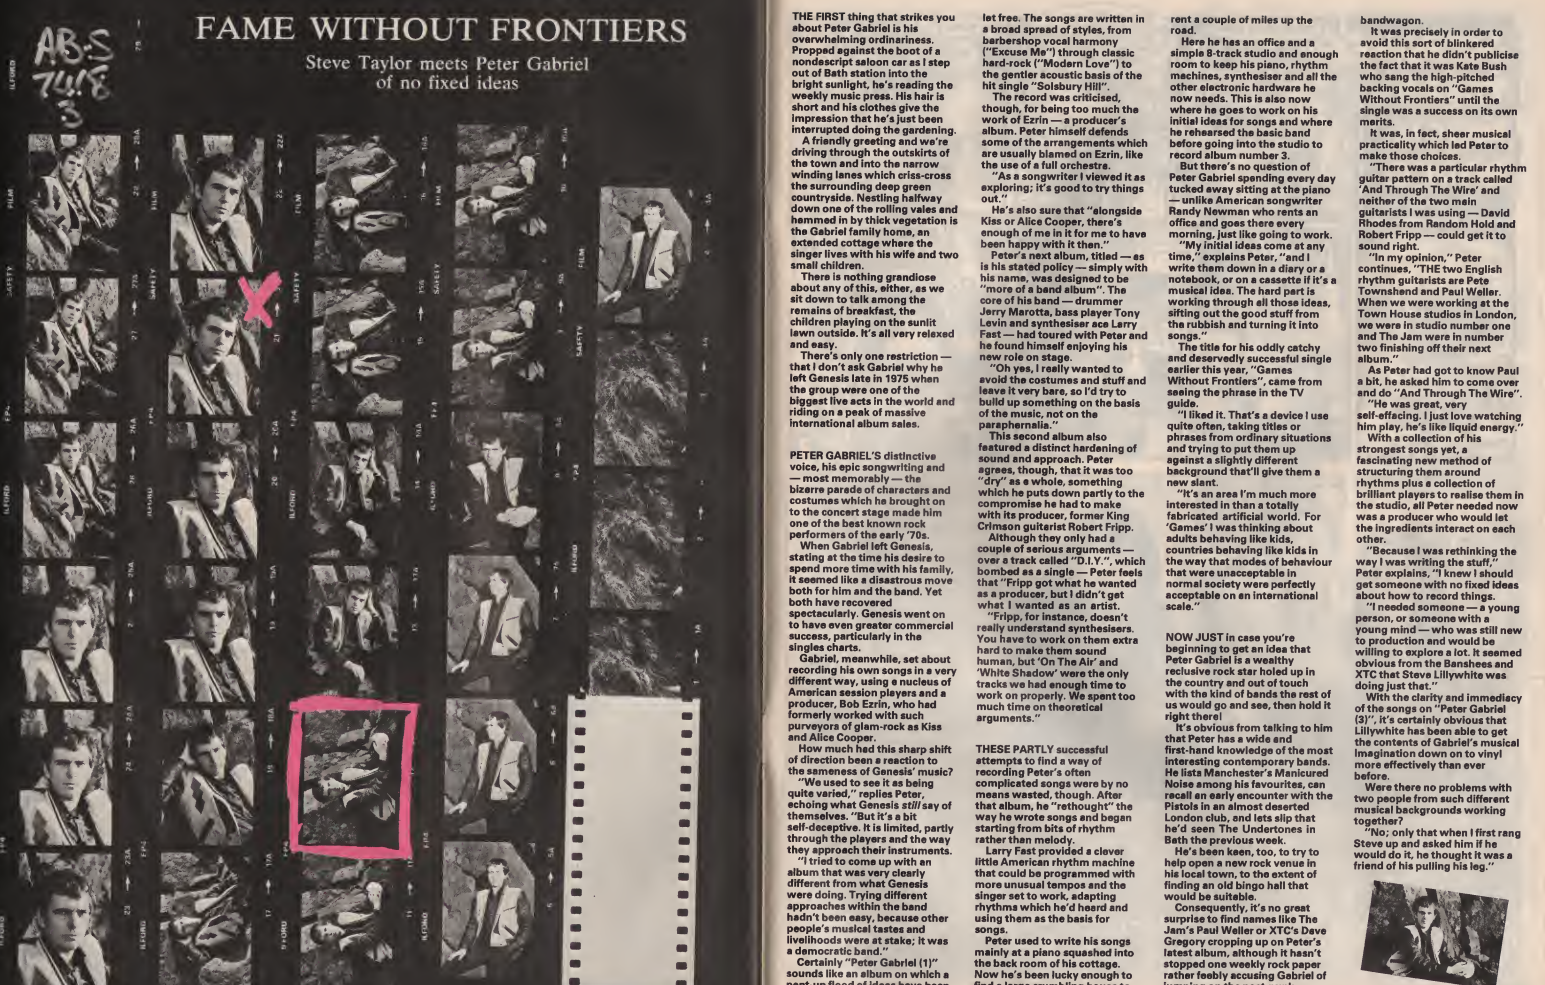 FAME WITHOUT FRONTIERS
Steve Taylor meets Peter Gabriel
of no fixed ideas
THE FIRST thing that strikes you
about Peter Gabriel is his
overwhelming ordinariness.
Propped against the boot of a
nondescript saloon car as I step
out of Bath station into the
bright sunlight, he's reading the
weekly music press. His hair is
short and his clothes give the
impression that he's just been
interrupted doing the gardening.
A friendly greeting and we're
driving through the outskirts of
the town and into the narrow
winding lanes which criss-cross
the surrounding deep green
countryside. Nestling halfway
down one of the rolling vales and
hemmed in by thick vegetation is
the Gabriel family home, an
extended cottage where the
singer lives with his wife and two
small children.
There is nothing grandiose
about any of this, either, as we
sit down to talk among the
remains of breakfast, the
children playing on the sunlit
lawn outside. It's all very relaxed
and easy.
There's only one restriction —
that I don't ask Gabriel why he
left Genesis late in 1975 when
the group were one of the
biggest live acts in the world and
riding on a peak of massive
international album sales.
PETER GABRIEL'S distinctive
voice, his epic songwriting and
— most memorably — the
bizarre parade of characters and
costumes which he brought on
to the concert stage made him
one of the best known rock
performers of the early '70s.
When Gabriel left Genesis,
stating at the time his desire to
spend more time with his family,
it seemed like a disastrous move
both for him and the band. Yet
both have recovered
spectacularly. Genesis went on
to have even greater commercial
success, particularly in the
singles charts.
Gabriel, meanwhile, set about
recording his own songs in a very
different way, using a nucleus of
American session players and a
producer, Bob Ezrin, who had
formerly worked with such
purveyors of glam-rock as Kiss
and Alice Cooper.
How much had this sharp shift
of direction been a reaction to
the sameness of Genesis' music?
"We used to see it as being
quite varied," replies Peter,
echoing what Genesis still say of
themselves. "But it's a bit
self-deceptive. It is limited, partly
through the players and the way
they approach their instruments.
"I tried to come up with an
album that was very clearly
different from what Genesis
were doing. Trying different
approaches within the band
hadn't been easy, because other
people's musical tastes and
livelihoods were at stake; it was
a democratic band."
Certainly "Peter Gabriel (1)"
sounds like an album on which a
pent-up flood of ideas have been
let free. The songs are written in
a broad spread of styles, from
barbershop vocal harmony
("Excuse Me") through classic
hard-rock ("Modern Love") to
the gentler acoustic basis of the
hit single "Solsbury Hill".
The record was criticised,
though, for being too much the
work of Ezrin — a producer's
album. Peter himself defends
some of the arrangements which
are usually blamed on Ezrin, like
the use of a full orchestra.
"As a songwriter I viewed it as
exploring; it's good to try things
out."
He's also sure that "alongside
Kiss or Alice Cooper, there's
enough of me in it for me to have
been happy with it then."
Peter's next album, titled — as
is his stated policy — simply with
his name, was designed to be
"more of a band album". The
core of his band — drummer
Jerry Marotta, bass player Tony
Levin and synthesiser ace Larry
Fast — had toured with Peter and
he found himself enjoying his
new role on stage.
"Oh yes, I really wanted to
avoid the costumes and stuff and
leave it very bare, so I'd try to
build up something on the basis
of the music, not on the
paraphernalia."
This second album also
featured a distinct hardening of
sound and approach. Peter
agrees, though, that it was too
"dry" as a whole, something
which he puts down partly to the
compromise he had to make
with its producer, former King
Crimson guitarist Robert Fripp.
Although they only had a
couple of serious arguments —
over a track called "D.I.Y.", which
bombed as a single — Peter feels
that "Fripp got what he wanted
as a producer, but I didn't get
what I wanted as an artist.
"Fripp, for instance, doesn't
really understand synthesisers.
You have to work on them extra
hard to make them sound
human, but 'On The Air' and
'White Shadow' were the only
tracks we had enough time to
work on properly. We spent too
much time on theoretical
arguments."
THESE PARTLY successful
attempts to find a way of
recording Peter's often
complicated songs were by no
means wasted, though. After
that album, he "rethought" the
way he wrote songs and began
starting from bits of rhythm
rather than melody.
Larry Fast provided a clever
little American rhythm machine
that could be programmed with
more unusual tempos and the
singer set to work, adapting
rhythms which he'd heard and
using them as the basis for
songs.
Peter used to write his songs
mainly at a piano squashed into
the back room of his cottage.
Now he's been lucky enough to
find a large crumbling house to
rent a couple of miles up the
road.
Here he has an office and a
simple 8-track studio and enough
room to keep his piano, rhythm
machines, synthesiser and all the
other electronic hardware he
now needs. This is also now
where he goes to work on his
initial ideas for songs and where
he rehearsed the basic band
before going into the studio to
record album number 3.
But there's no question of
Peter Gabriel spending every day
tucked away sitting at the piano
— unlike American songwriter
Randy Newman who rents an
office and goes there every
morning, just like going to work.
"My initial ideas come at any
time," explains Peter, "and I
write them down in a diary or a
notebook, or on a cassette if it's a
musical idea. The hard part is
working through all those ideas,
sifting out the good stuff from
the rubbish and turning it into
songs."
The title for his oddly catchy
and deservedly successful single
earlier this year, "Games
Without Frontiers", came from
seeing the phrase in the TV
guide.
"I liked it. That's a device I use
quite often, taking titles or
phrases from ordinary situations
and trying to put them up
against a slightly different
background that'll give them a
new slant.
"It's an area I'm much more
interested in than a totally
fabricated artificial world. For
'Games' I was thinking about
adults behaving like kids,
countries behaving like kids in
the way that modes of behaviour
that were unacceptable in
normal society were perfectly
acceptable on an international
scale."
NOW JUST in case you're
beginning to get an idea that
Peter Gabriel is a wealthy
reclusive rock star holed up in
the country and out of touch
with the kind of bands the rest of
us would go and see, then hold it
right there!
It's obvious from talking to him
that Peter has a wide and
first-hand knowledge of the most
interesting contemporary bands.
He lists Manchester's Manicured
Noise among his favourites, can
recall an early encounter with the
Pistols in an almost deserted
London club, and lets slip that
he'd seen The Undertones in
Bath the previous week.
He's been keen, too, to try to
help open a new rock venue in
his local town, to the extent of
finding an old bingo hall that
would be suitable.
Consequently, it's no great
surprise to find names like The
Jam's Paul Weller or XTC's Dave
Gregory cropping up on Peter's
latest album, although it hasn't
stopped one weekly rock paper
rather feebly accusing Gabriel of
bandwagon.
It was precisely in order to
avoid this sort of blinkered
reaction that he didn't publicise
the fact that it was Kate Bush
who sang the high-pitched
backing vocals on "Games
Without Frontiers" until the
single was a success on its own
merits.
It was, in fact, sheer musical
practicality which led Peter to
make those choices.
"There was a particular rhythm
guitar pattern on a track called
'And Through The Wire' and
neither of the two main
guitarists I was using — David
Rhodes from Random Hold and
Robert Fripp — could get it to
sound right.
"In my opinion," Peter
continues, "THE two English
rhythm guitarists are Pete
Townshend and Paul Weller.
When we were working at the
Town House studios in London,
we were in studio number one
and The Jam were in number
two finishing off their next
album."
As Peter had got to know Paul
a bit, he asked him to come over
and do "And Through The Wire".
"He was great, very
self-effacing. I just love watching
him play, he's like liquid energy."
With a collection of his
strongest songs yet, a
fascinating new method of
structuring them around
rhythms plus a collection of
brilliant players to realise them in
the studio, all Peter needed now
was a producer who would let
the ingredients interact on each
other.
"Because I was rethinking the
way I was writing the stuff,"
Peter explains, "I knew I should
get someone with no fixed ideas
about how to record things.
"I needed someone — a young
person, or someone with a
young mind — who was still new
to production and would be
willing to explore a lot. It seemed
obvious from the Banshees and
XTC that Steve Lillywhite was
doing just that."
With the clarity and immediacy
of the songs on "Peter Gabriel
(3)", it's certainly obvious that
Lillywhite has been able to get
the contents of Gabriel's musical
imagination down on to vinyl
more effectively than ever
before.
Were there no problems with
two people from such different
musical backgrounds working
together?
"No; only that when I first rang
Steve up and asked him if he
would do it, he thought it was a
friend of his pulling his leg."